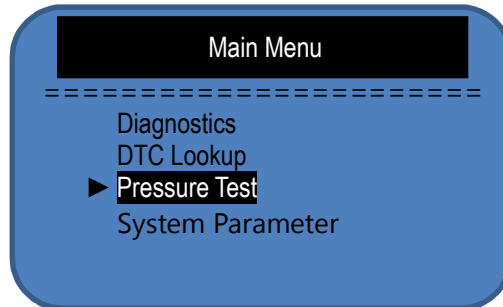 Main Menu
=======================
Diagnostics
DTC Lookup
► Pressure Test
System Parameter